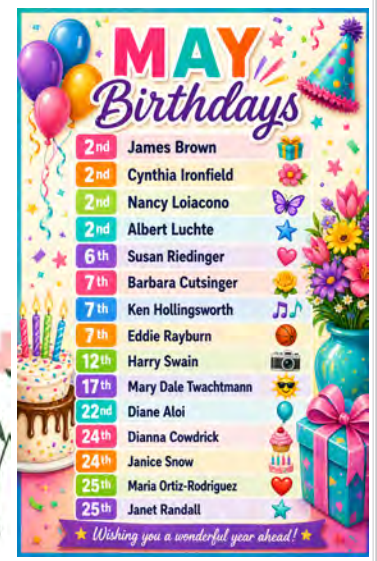 MAY
Birthdays
2nd James Brown
2nd Cynthia Ironfield
2nd Nancy Loiacono
2nd Albert Luchte
6th Susan Riedinger
7th Barbara Cutsinger
7th Ken Hollingsworth
7th Eddie Rayburn
12th Harry Swain
17th Mary Dale Twachtmann
22nd Diane Aloi
24th Dianna Cowdrick
24th Janice Snow
25th Maria Ortiz-Rodriguez
25th Janet Randall
Wishing you a wonderful year ahead!